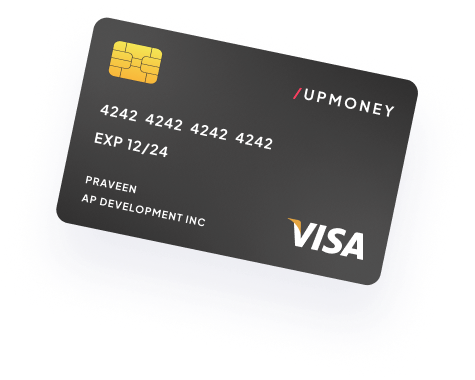 /UPMONEY
4242 4242 4242 4242
EXP 12/24
PRAVEEN
AP DEVELOPMENT INC
VISA